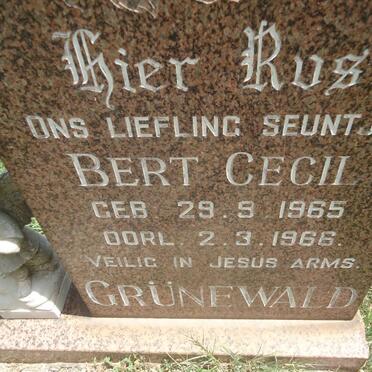 Hier Rus
ONS LIEFLING SEUNTJ
BERT CECIL
GEB 29.9 1965
OORL. 2.3.1966.
VEILIG IN JESUS ARMS.
GRÜNEWALD